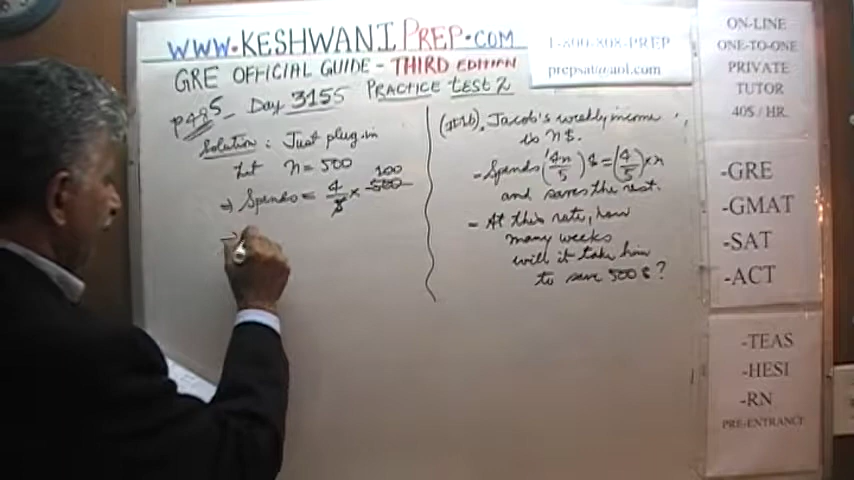 WWW.KESHWANIPREP.COM
1-800-808-PREP
prepsat@aol.com
GRE OFFICIAL GUIDE - THIRD EDITION
P485 - Day 3155 PRACTICE test 2
Solution: Just plug-in
Let n = 500
⇒ Spends = 4/5 × 500
100
Jacob's weekly income
is n $.
- Spends (4n/5) $ = (4/5) × n
and saves the rest.
- At this rate, how
many weeks
will it take him
to save 500 $ ?
ON-LINE
ONE-TO-ONE
PRIVATE
TUTOR
40$ / HR.
-GRE
-GMAT
-SAT
-ACT
-TEAS
-HESI
-RN
PRE-ENTRANCE